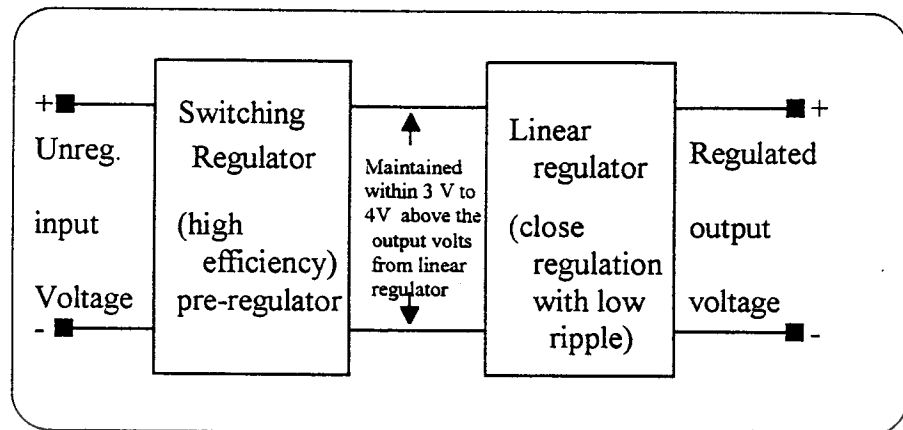 +
Unreg.
input
Voltage
-
Switching
Regulator
(high
efficiency)
pre-regulator
Maintained
within 3 V to
4V above the
output volts
from linear
regulator
Linear
regulator
(close
regulation
with low
ripple)
+
Regulated
output
voltage
-